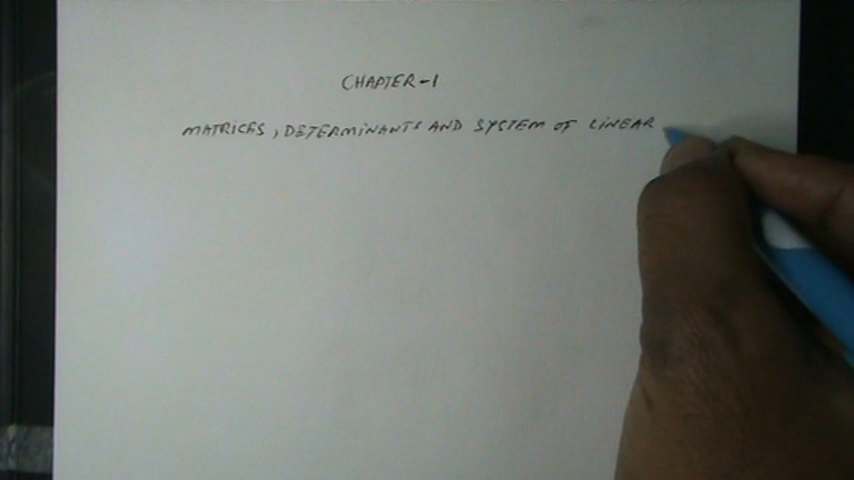 CHAPTER-1
MATRICES, DETERMINANTS AND SYSTEM OF LINEAR